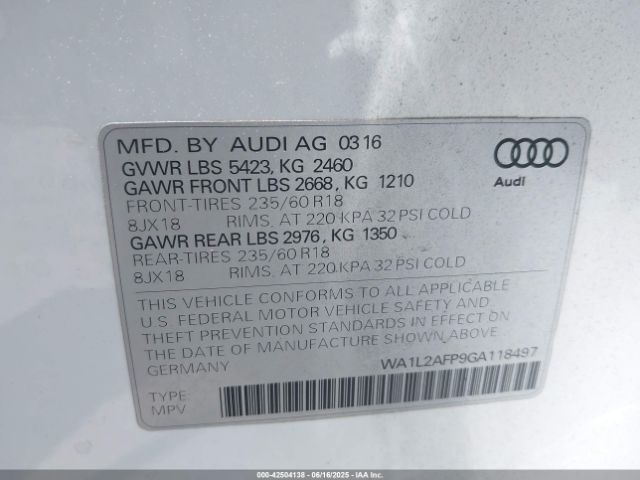 MFD. BY AUDI AG 0316
GVWR LBS 5423, KG 2460
GAWR FRONT LBS 2668, KG 1210
FRONT-TIRES 235/60 R18
8JX18 RIMS. AT 220 KPA 32 PSI COLD
GAWR REAR LBS 2976, KG 1350
REAR-TIRES 235/60 R18
8JX18 RIMS. AT 220 KPA 32 PSI COLD
Audi
THIS VEHICLE CONFORMS TO ALL APPLICABLE
U.S. FEDERAL MOTOR VEHICLE SAFETY AND
THEFT PREVENTION STANDARDS IN EFFECT ON
THE DATE OF MANUFACTURE SHOWN ABOVE.
GERMANY
WA1L2AFP9GA118497
TYPE:
MPV
000-42504138 - 06/16/2025 - IAAI.COM